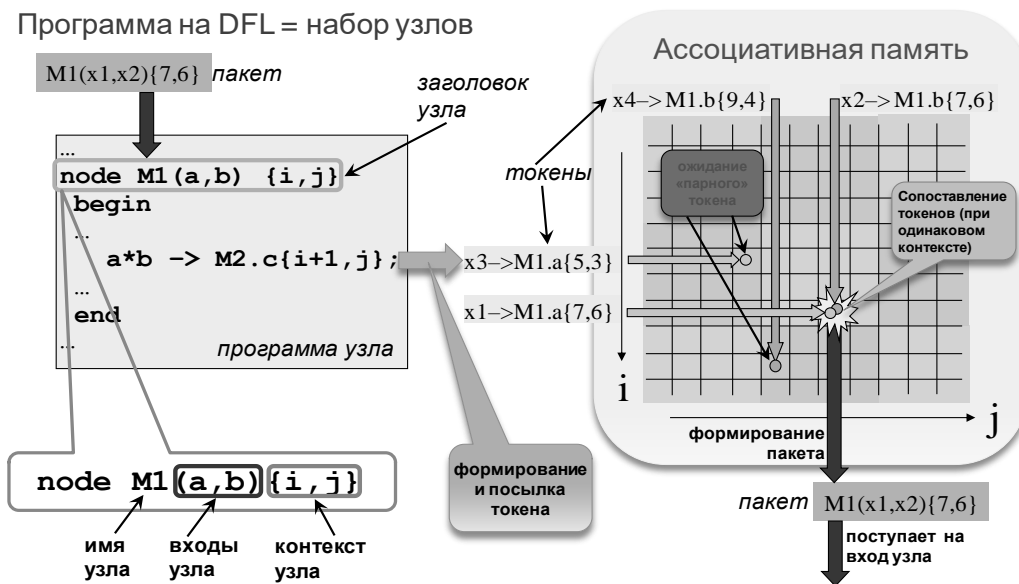 Программа на DFL = набор узлов
M1(x1,x2){7,6} пакет
заголовок
узла
...
node M1(a,b) {i,j}
begin
...
a*b –> M2.c{i+1,j};
...
end
...
программа узла
node M1(a,b){i,j}
имя
узла
входы
узла
контекст
узла
токены
x3–>M1.a{5,3}
x1–>M1.a{7,6}
формирование
и посылка
токена
Ассоциативная память
x4–>M1.b{9,4}
x2–>M1.b{7,6}
ожидание
«парного»
токена
Сопоставление
токенов (при
одинаковом
контексте)
i
j
формирование
пакета
пакет M1(x1,x2){7,6}
поступает на
вход узла